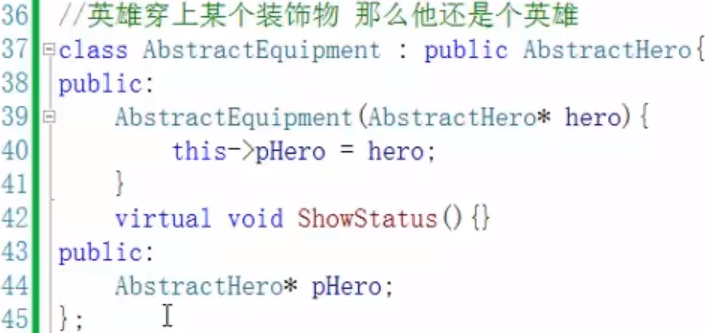 36 //英雄穿上某个装饰物 那么他还是个英雄
37 class AbstractEquipment : public AbstractHero{
38 public:
39     AbstractEquipment(AbstractHero* hero){
40         this->pHero = hero;
41     }
42     virtual void ShowStatus(){}
43 public:
44     AbstractHero* pHero;
45 };